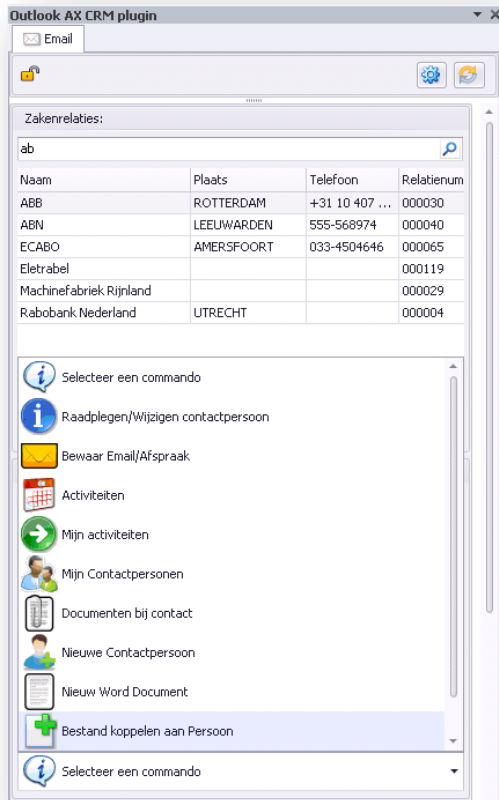 Outlook AX CRM plugin
Email
Zakenrelaties:
ab
Naam Plaats Telefoon Relatienum
ABB ROTTERDAM +31 10 407 ... 000030
ABN LEEUWARDEN 555-568974 000040
ECABO AMERSFOORT 033-4504646 000065
Eletrabel 000119
Machinefabriek Rijnland 000029
Rabobank Nederland UTRECHT 000004
Selecteer een commando
Raadplegen/Wijzigen contactpersoon
Bewaar Email/Afspraak
Activiteiten
Mijn activiteiten
Mijn Contactpersonen
Documenten bij contact
Nieuwe Contactpersoon
Nieuw Word Document
Bestand koppelen aan Persoon
Selecteer een commando